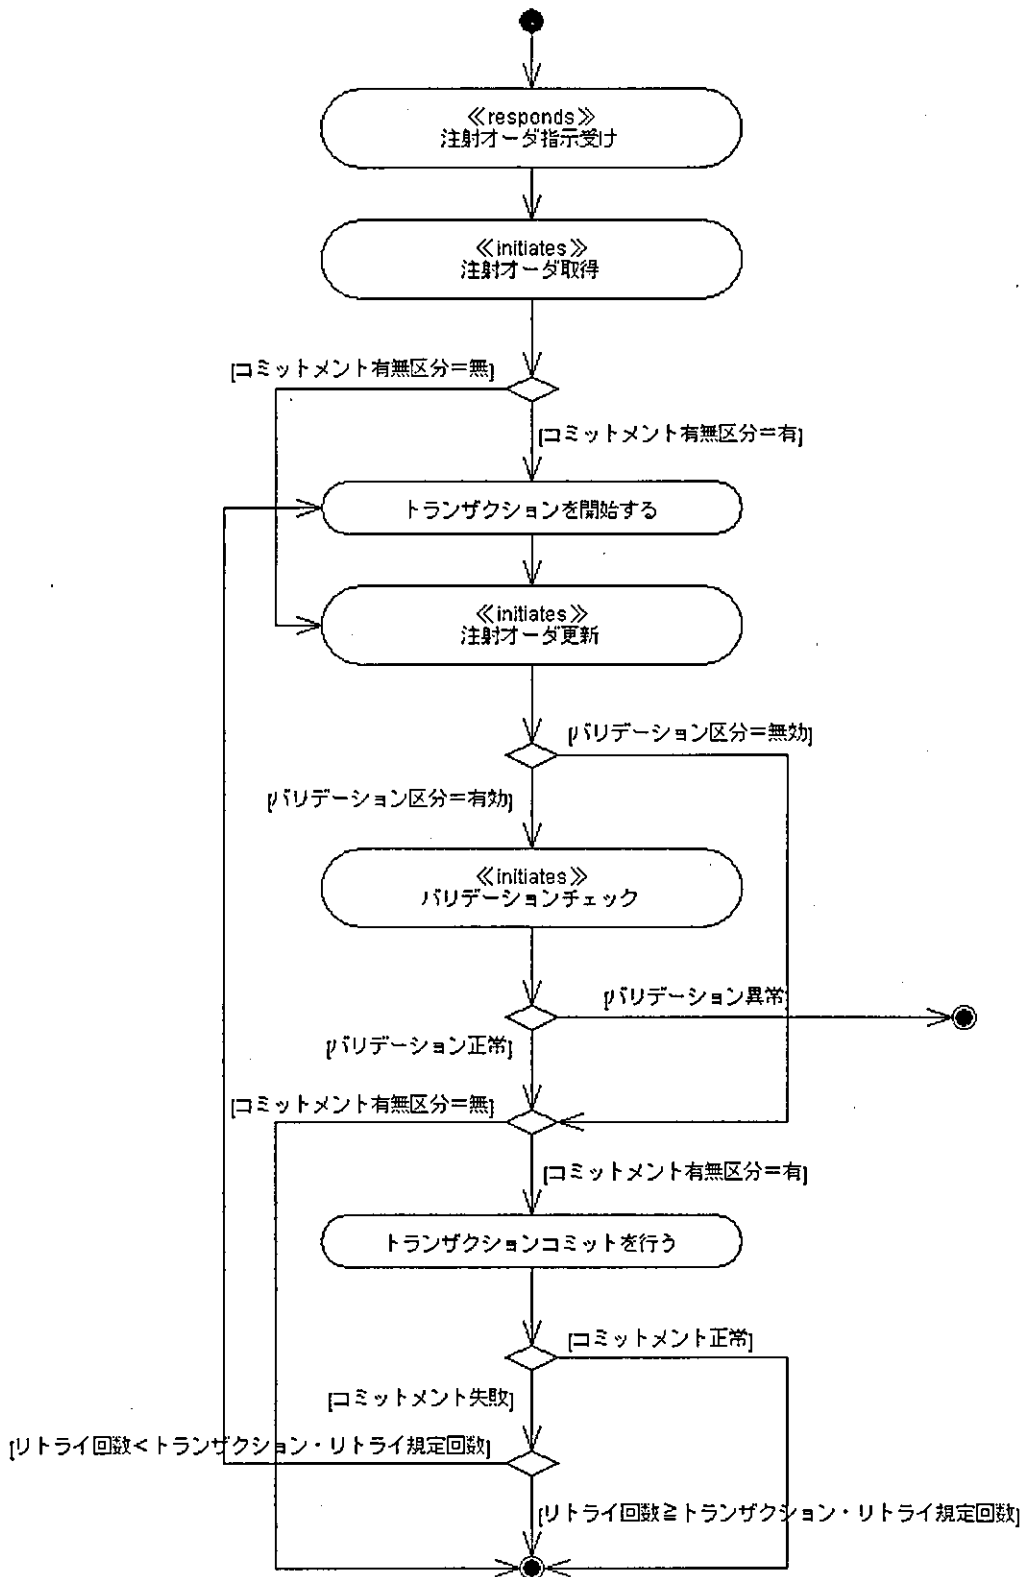 ≪responds≫
注射オーダ指示受け
≪initiates≫
注射オーダ取得
[コミットメント有無区分=無]
[コミットメント有無区分=有]
トランザクションを開始する
≪initiates≫
注射オーダ更新
[バリデーション区分=無効]
[バリデーション区分=有効]
≪initiates≫
バリデーションチェック
[バリデーション異常]
[バリデーション正常]
[コミットメント有無区分=無]
[コミットメント有無区分=有]
トランザクションコミットを行う
[コミットメント正常]
[コミットメント失敗]
[リトライ回数<トランザクション・リトライ規定回数]
[リトライ回数≧トランザクション・リトライ規定回数]